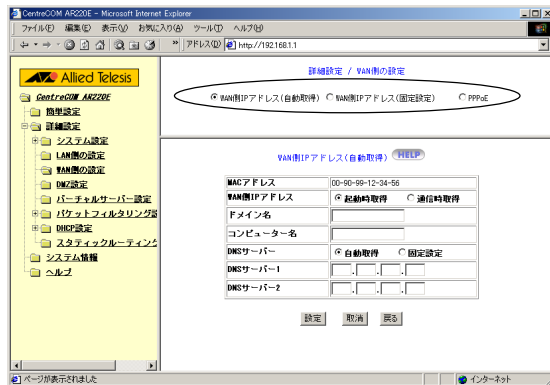 CentreCOM AR220E - Microsoft Internet Explorer
ファイル(F) 編集(E) 表示(V) お気に入り(A) ツール(T) ヘルプ(H)
アドレス(D) http://192.168.1.1
Allied Telesis
CentreCOM AR220E
簡単設定
詳細設定
システム設定
LAN側の設定
WAN側の設定
DMZ設定
バーチャルサーバー設定
パケットフィルタリング設
DHCP設定
スタティックルーティング
システム情報
ヘルプ
詳細設定 / WAN側の設定
WAN側IPアドレス(自動取得) WAN側IPアドレス(固定設定) PPPoE
WAN側IPアドレス(自動取得) HELP
MACアドレス 00-90-99-12-34-56
WAN側IPアドレス 起動時取得 通信時取得
ドメイン名
コンピューター名
DNSサーバー 自動取得 固定設定
DNSサーバー1 . . .
DNSサーバー2 . . .
設定 取消 戻る
ページが表示されました インターネット